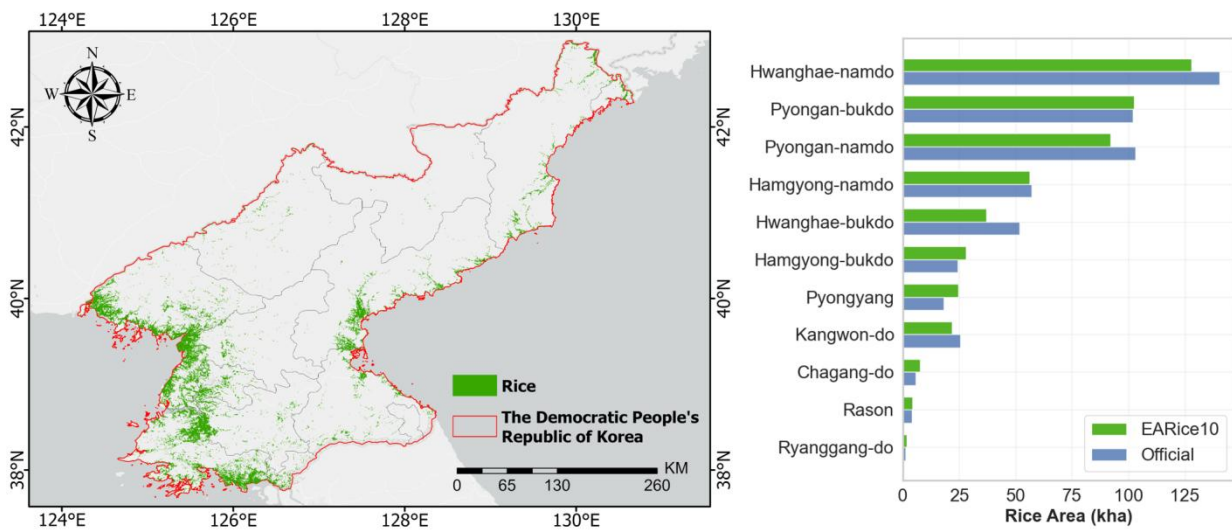 124°E 126°E 128°E 130°E
N
W E
S
42°N
40°N
38°N
42°N
40°N
38°N
Rice
The Democratic People's
Republic of Korea
KM
0 65 130 260
124°E 126°E 128°E 130°E
Hwanghae-namdo
Pyongan-bukdo
Pyongan-namdo
Hamgyong-namdo
Hwanghae-bukdo
Hamgyong-bukdo
Pyongyang
Kangwon-do
Chagang-do
Rason
Ryanggang-do
EARice10
Official
0 25 50 75 100 125
Rice Area (kha)